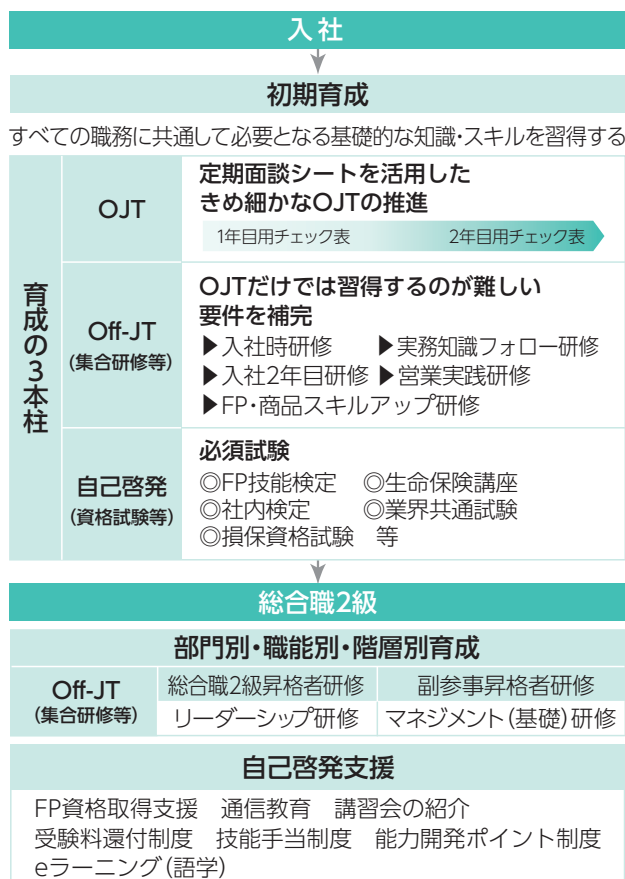 入社
初期育成
すべての職務に共通して必要となる基礎的な知識・スキルを習得する
育成の3本柱
OJT
定期面談シートを活用した
きめ細かなOJTの推進
1年目用チェック表 2年目用チェック表
Off-JT
(集合研修等)
OJTだけでは習得するのが難しい
要件を補完
▶入社時研修 ▶実務知識フォロー研修
▶入社2年目研修 ▶営業実践研修
▶FP・商品スキルアップ研修
自己啓発
(資格試験等)
必須試験
◎FP技能検定 ◎生命保険講座
◎社内検定 ◎業界共通試験
◎損保資格試験 等
総合職2級
部門別・職能別・階層別育成
Off-JT
(集合研修等)
総合職2級昇格者研修 副参事昇格者研修
リーダーシップ研修 マネジメント(基礎)研修
自己啓発支援
FP資格取得支援 通信教育 講習会の紹介
受験料還付制度 技能手当制度 能力開発ポイント制度
eラーニング(語学)